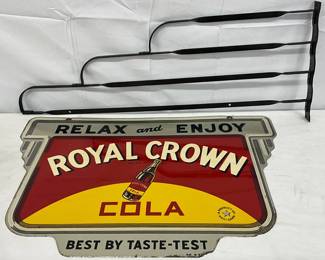 RELAX and ENJOY
ROYAL CROWN
COLA
BEST BY TASTE-TEST